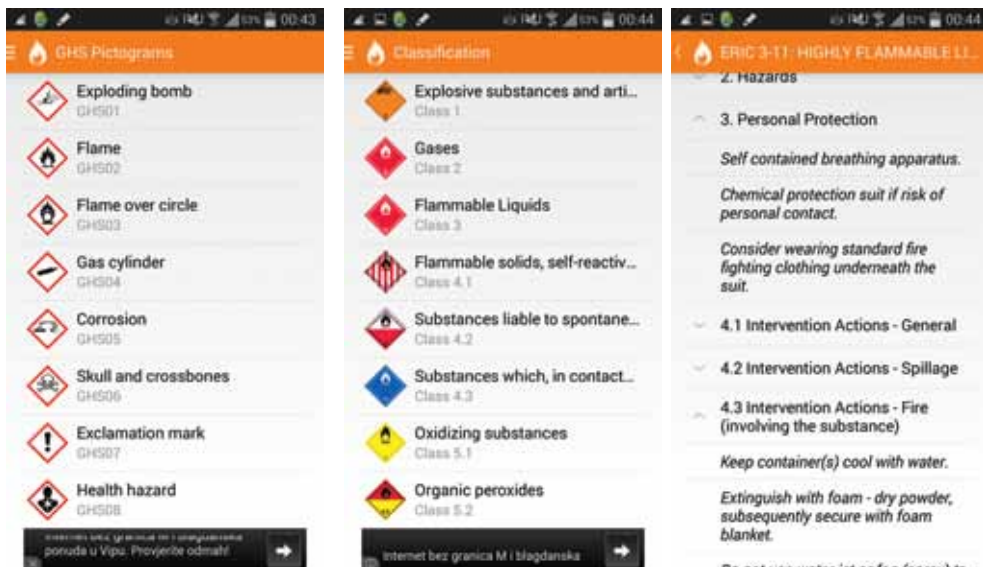 00:43
GHS Pictograms
Exploding bomb
GHS01
Flame
GHS02
Flame over circle
GHS03
Gas cylinder
GHS04
Corrosion
GHS05
Skull and crossbones
GHS06
Exclamation mark
GHS07
Health hazard
GHS08
Internet bez granica M i blagdanska
ponuda u Vipu. Provjerite odmah!
00:44
Classification
Explosive substances and arti...
Class 1
Gases
Class 2
Flammable Liquids
Class 3
Flammable solids, self-reactiv...
Class 4.1
Substances liable to spontane...
Class 4.2
Substances which, in contact...
Class 4.3
Oxidizing substances
Class 5.1
Organic peroxides
Class 5.2
Internet bez granica M i blagdanska
00:44
ERIC 3-11: HIGHLY FLAMMABLE LI...
2. Hazards
3. Personal Protection
Self contained breathing apparatus.
Chemical protection suit if risk of
personal contact.
Consider wearing standard fire
fighting clothing underneath the
suit.
4.1 Intervention Actions - General
4.2 Intervention Actions - Spillage
4.3 Intervention Actions - Fire
(involving the substance)
Keep container(s) cool with water.
Extinguish with foam - dry powder,
subsequently secure with foam
blanket.